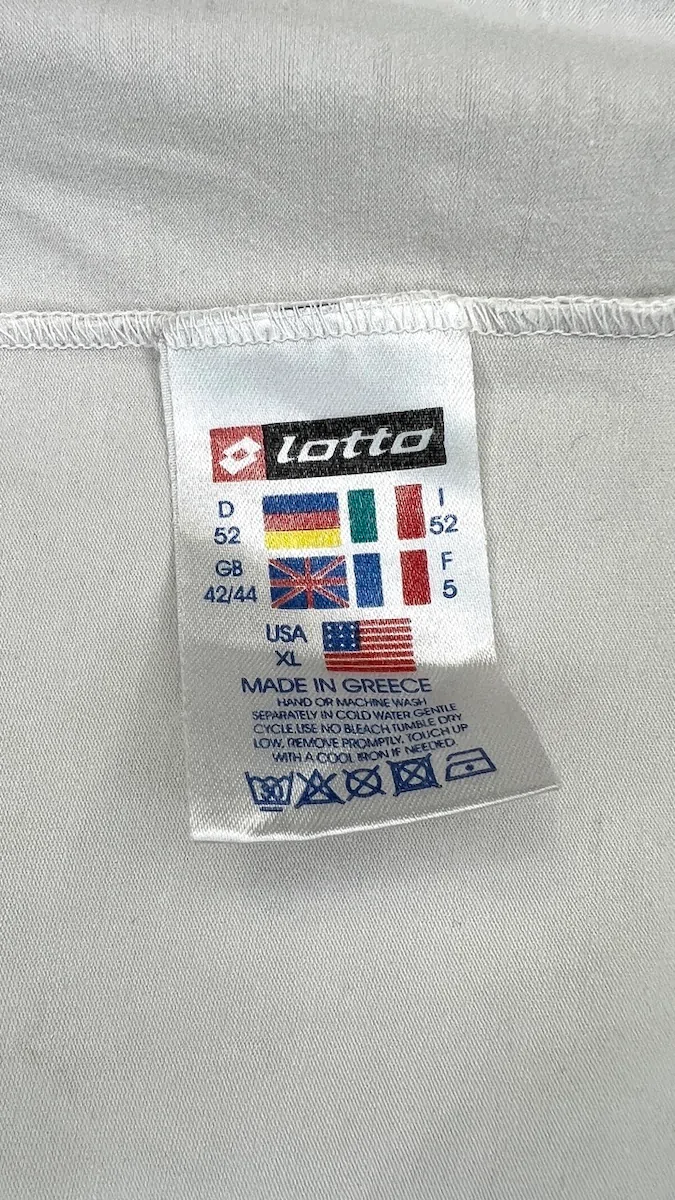 lotto
D I
52 52
GB F
42/44 5
USA
XL
MADE IN GREECE
HAND OR MACHINE WASH
SEPARATELY IN COLD WATER GENTLE
CYCLE.USE NO BLEACH TUMBLE DRY
LOW, REMOVE PROMPTLY. TOUCH UP
WITH A COOL IRON IF NEEDED.
30